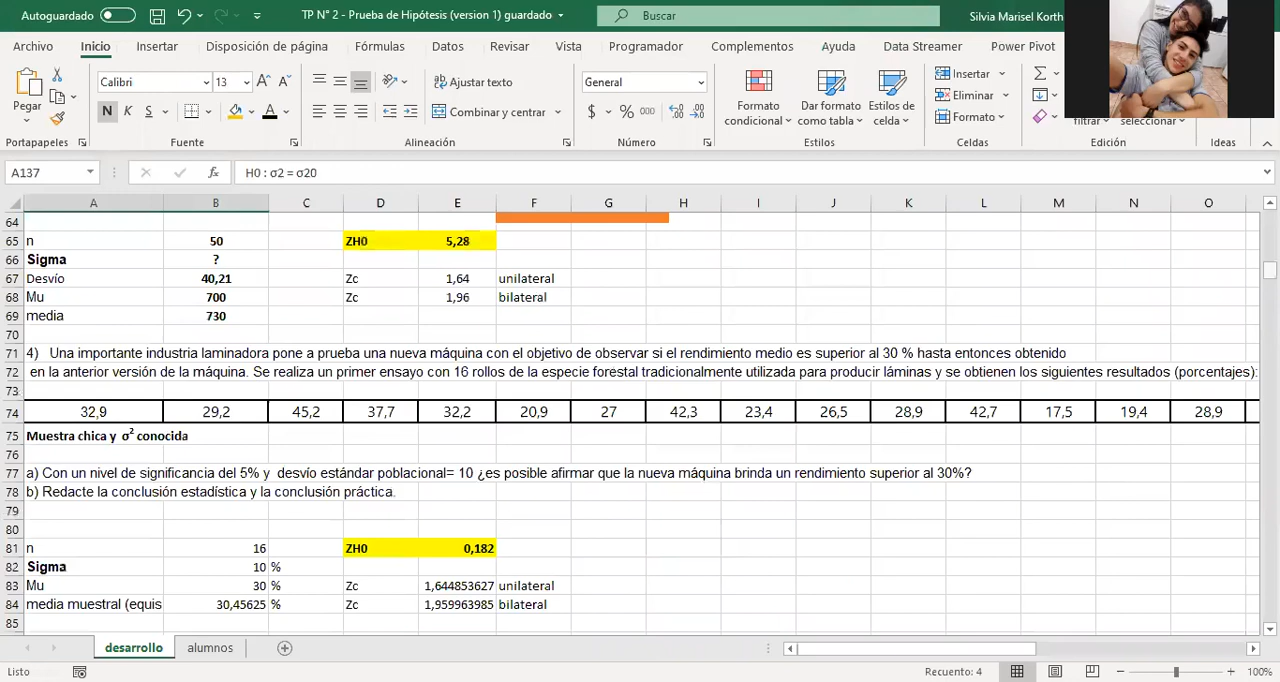 Autoguardado TP N° 2 - Prueba de Hipótesis (version 1) guardado Buscar Silvia Marisel Korth
Archivo Inicio Insertar Disposición de página Fórmulas Datos Revisar Vista Programador Complementos Ayuda Data Streamer Power Pivot
Pegar Calibri 13 Ajustar texto General Formato condicional Dar formato como tabla Estilos de celda Insertar
N K S Combinar y centrar $ % 000 Eliminar
Formato filtrar seleccionar
Portapapeles Fuente Alineación Número Estilos Celdas Edición Ideas
A137 fx H0 : σ2 = σ20
A B C D E F G H I J K L M N O
64
65 n 50 ZH0 5,28
66 Sigma ?
67 Desvío 40,21 Zc 1,64 unilateral
68 Mu 700 Zc 1,96 bilateral
69 media 730
70
71 4) Una importante industria laminadora pone a prueba una nueva máquina con el objetivo de observar si el rendimiento medio es superior al 30 % hasta entonces obtenido
72 en la anterior versión de la máquina. Se realiza un primer ensayo con 16 rollos de la especie forestal tradicionalmente utilizada para producir láminas y se obtienen los siguientes resultados (porcentajes):
73
74 32,9 29,2 45,2 37,7 32,2 20,9 27 42,3 23,4 26,5 28,9 42,7 17,5 19,4 28,9
75 Muestra chica y σ² conocida
76
77 a) Con un nivel de significancia del 5% y desvío estándar poblacional= 10 ¿es posible afirmar que la nueva máquina brinda un rendimiento superior al 30%?
78 b) Redacte la conclusión estadística y la conclusión práctica.
79
80
81 n 16 ZH0 0,182
82 Sigma 10 %
83 Mu 30 % Zc 1,644853627 unilateral
84 media muestral (equis 30,45625 % Zc 1,959963985 bilateral
85
desarrollo alumnos
Listo Recuento: 4 100%